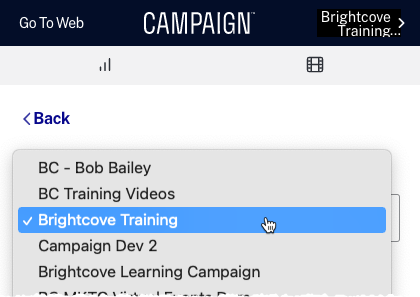 Go To Web
CAMPAIGN™
Brightcove
Training...
Back
BC - Bob Bailey
BC Training Videos
Brightcove Training
Campaign Dev 2
Brightcove Learning Campaign